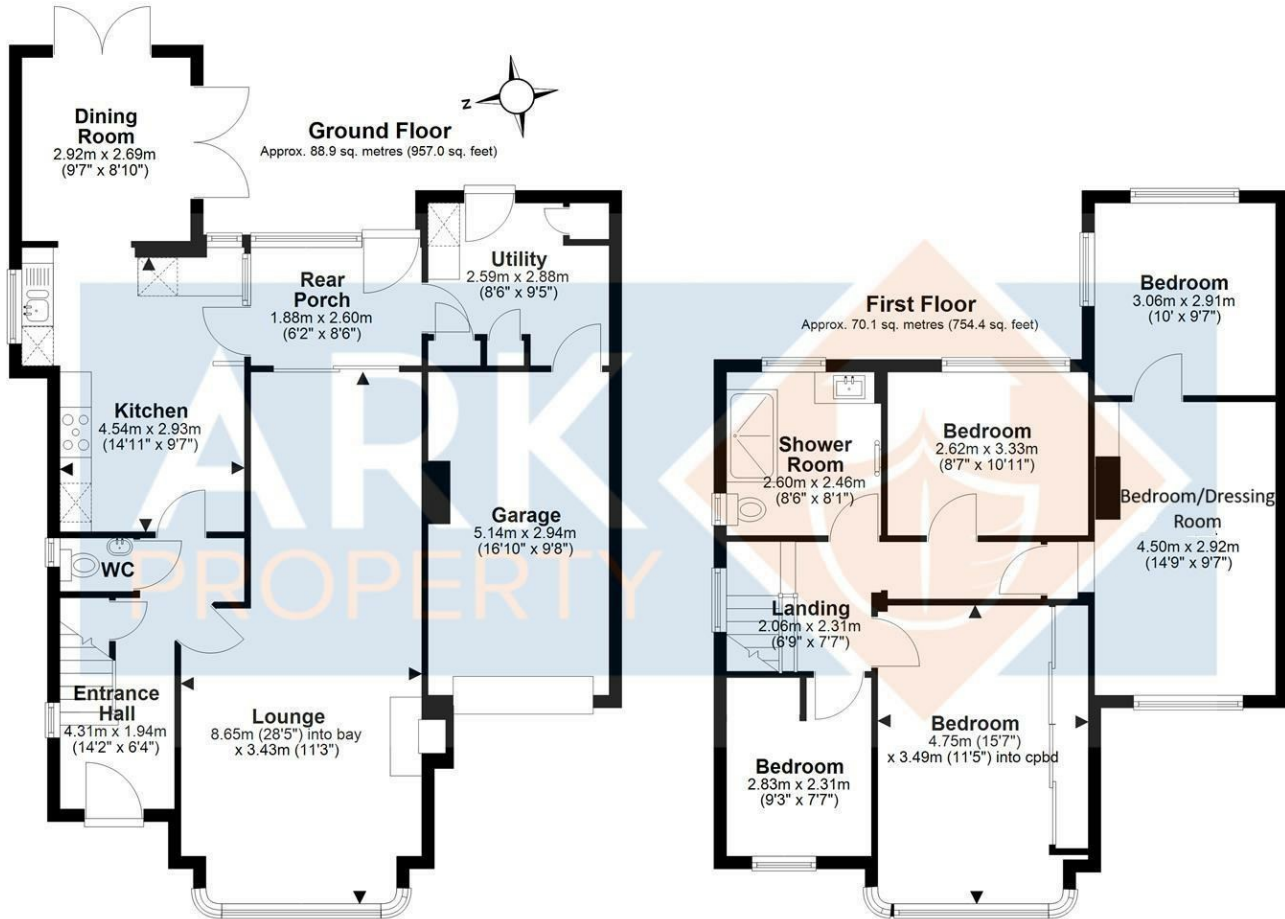 Dining
Room
2.92m x 2.69m
(9'7" x 8'10")
Z
Ground Floor
Approx. 88.9 sq. metres (957.0 sq. feet)
Utility
2.59m x 2.88m
(8'6" x 9'5")
Rear
Porch
1.88m x 2.60m
(6'2" x 8'6")
Kitchen
4.54m x 2.93m
(14'11" x 9'7")
Garage
5.14m x 2.94m
(16'10" x 9'8")
WC
Entrance
Hall
4.31m x 1.94m
(14'2" x 6'4")
Lounge
8.65m (28'5") into bay
x 3.43m (11'3")
First Floor
Approx. 70.1 sq. metres (754.4 sq. feet)
Bedroom
3.06m x 2.91m
(10' x 9'7")
Shower
Room
2.60m x 2.46m
(8'6" x 8'1")
Bedroom
2.62m x 3.33m
(8'7" x 10'11")
Bedroom/Dressing
Room
4.50m x 2.92m
(14'9" x 9'7")
Landing
2.06m x 2.31m
(6'9" x 7'7")
Bedroom
4.75m (15'7")
x 3.49m (11'5") into cpbd
Bedroom
2.83m x 2.31m
(9'3" x 7'7")
ARK
PROPERTY